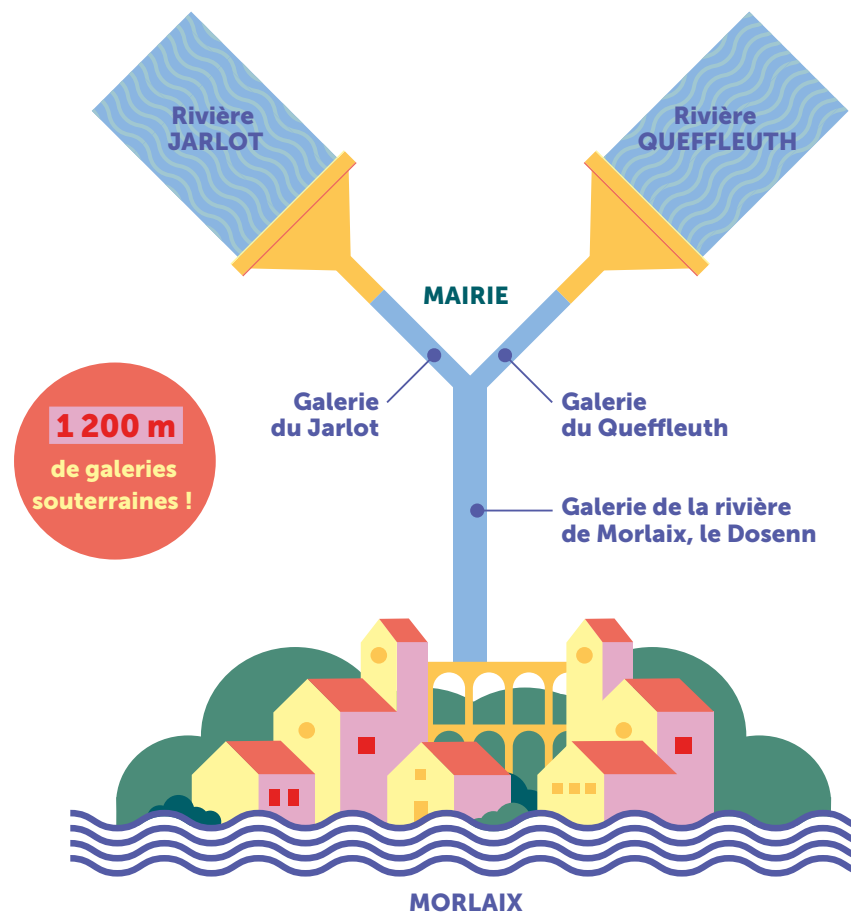 Rivière
JARLOT
Rivière
QUEFFLEUTH
MAIRIE
Galerie
du Jarlot
Galerie
du Queffleuth
1 200 m
de galeries
souterraines !
Galerie de la rivière
de Morlaix, le Dosenn
MORLAIX